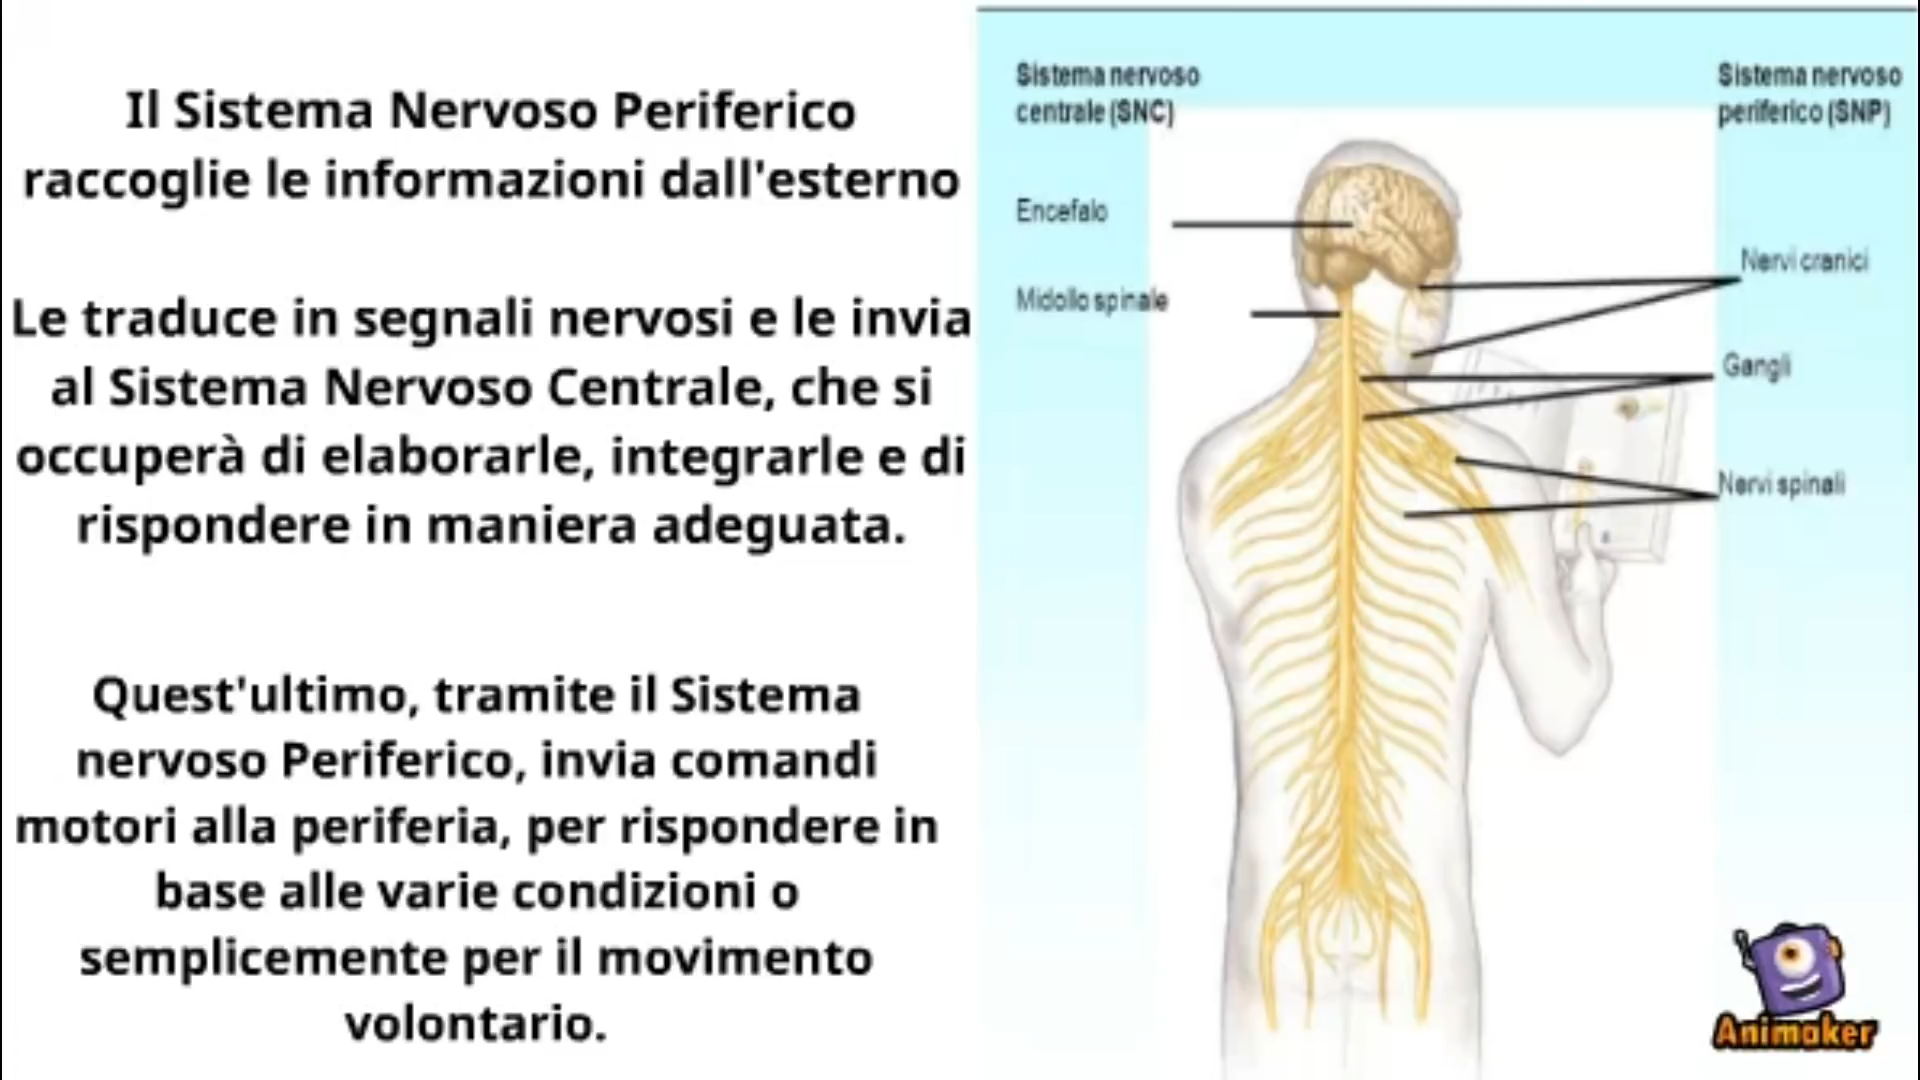 Il Sistema Nervoso Periferico
raccoglie le informazioni dall'esterno
Le traduce in segnali nervosi e le invia
al Sistema Nervoso Centrale, che si
occuperà di elaborarle, integrarle e di
rispondere in maniera adeguata.
Quest'ultimo, tramite il Sistema
nervoso Periferico, invia comandi
motori alla periferia, per rispondere in
base alle varie condizioni o
semplicemente per il movimento
volontario.
Sistema nervoso
centrale (SNC)
Encefalo
Midollo spinale
Sistema nervoso
periferico (SNP)
Nervi cranici
Gangli
Nervi spinali
Animaker